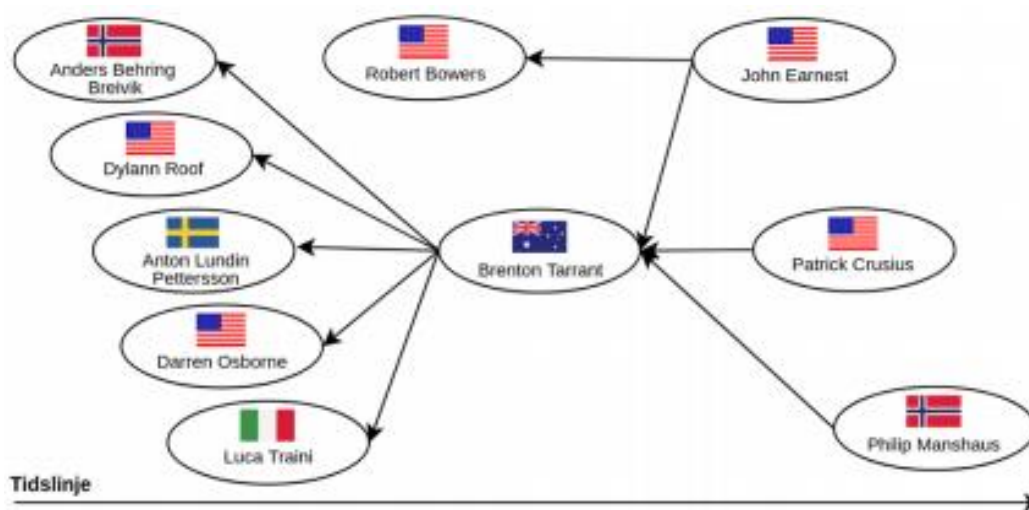 Anders Behring
Breivik
Robert Bowers
John Earnest
Dylann Roof
Anton Lundin
Pettersson
Brenton Tarrant
Patrick Crusius
Darren Osborne
Luca Traini
Philip Manshaus
Tidslinje